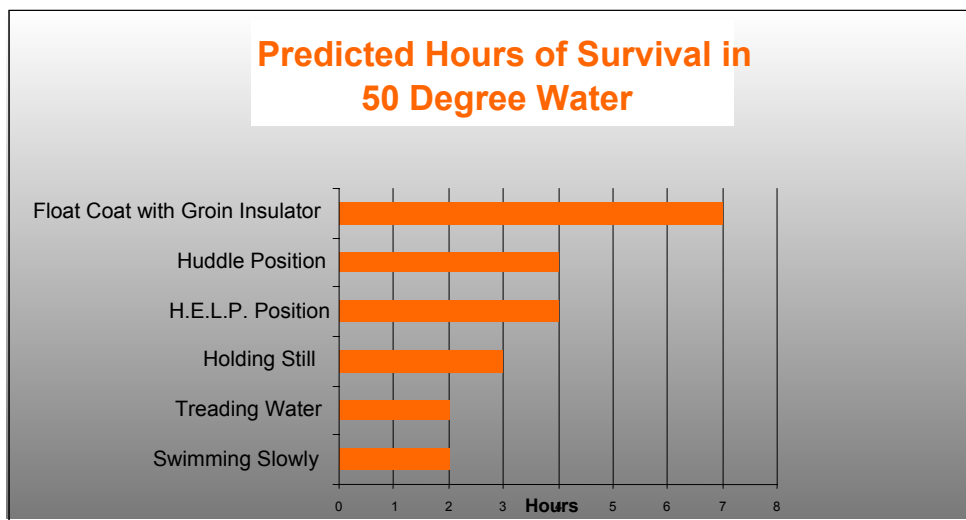 Predicted Hours of Survival in
50 Degree Water
Float Coat with Groin Insulator
Huddle Position
H.E.L.P. Position
Holding Still
Treading Water
Swimming Slowly
0 1 2 3 4 5 6 7 8
Hours